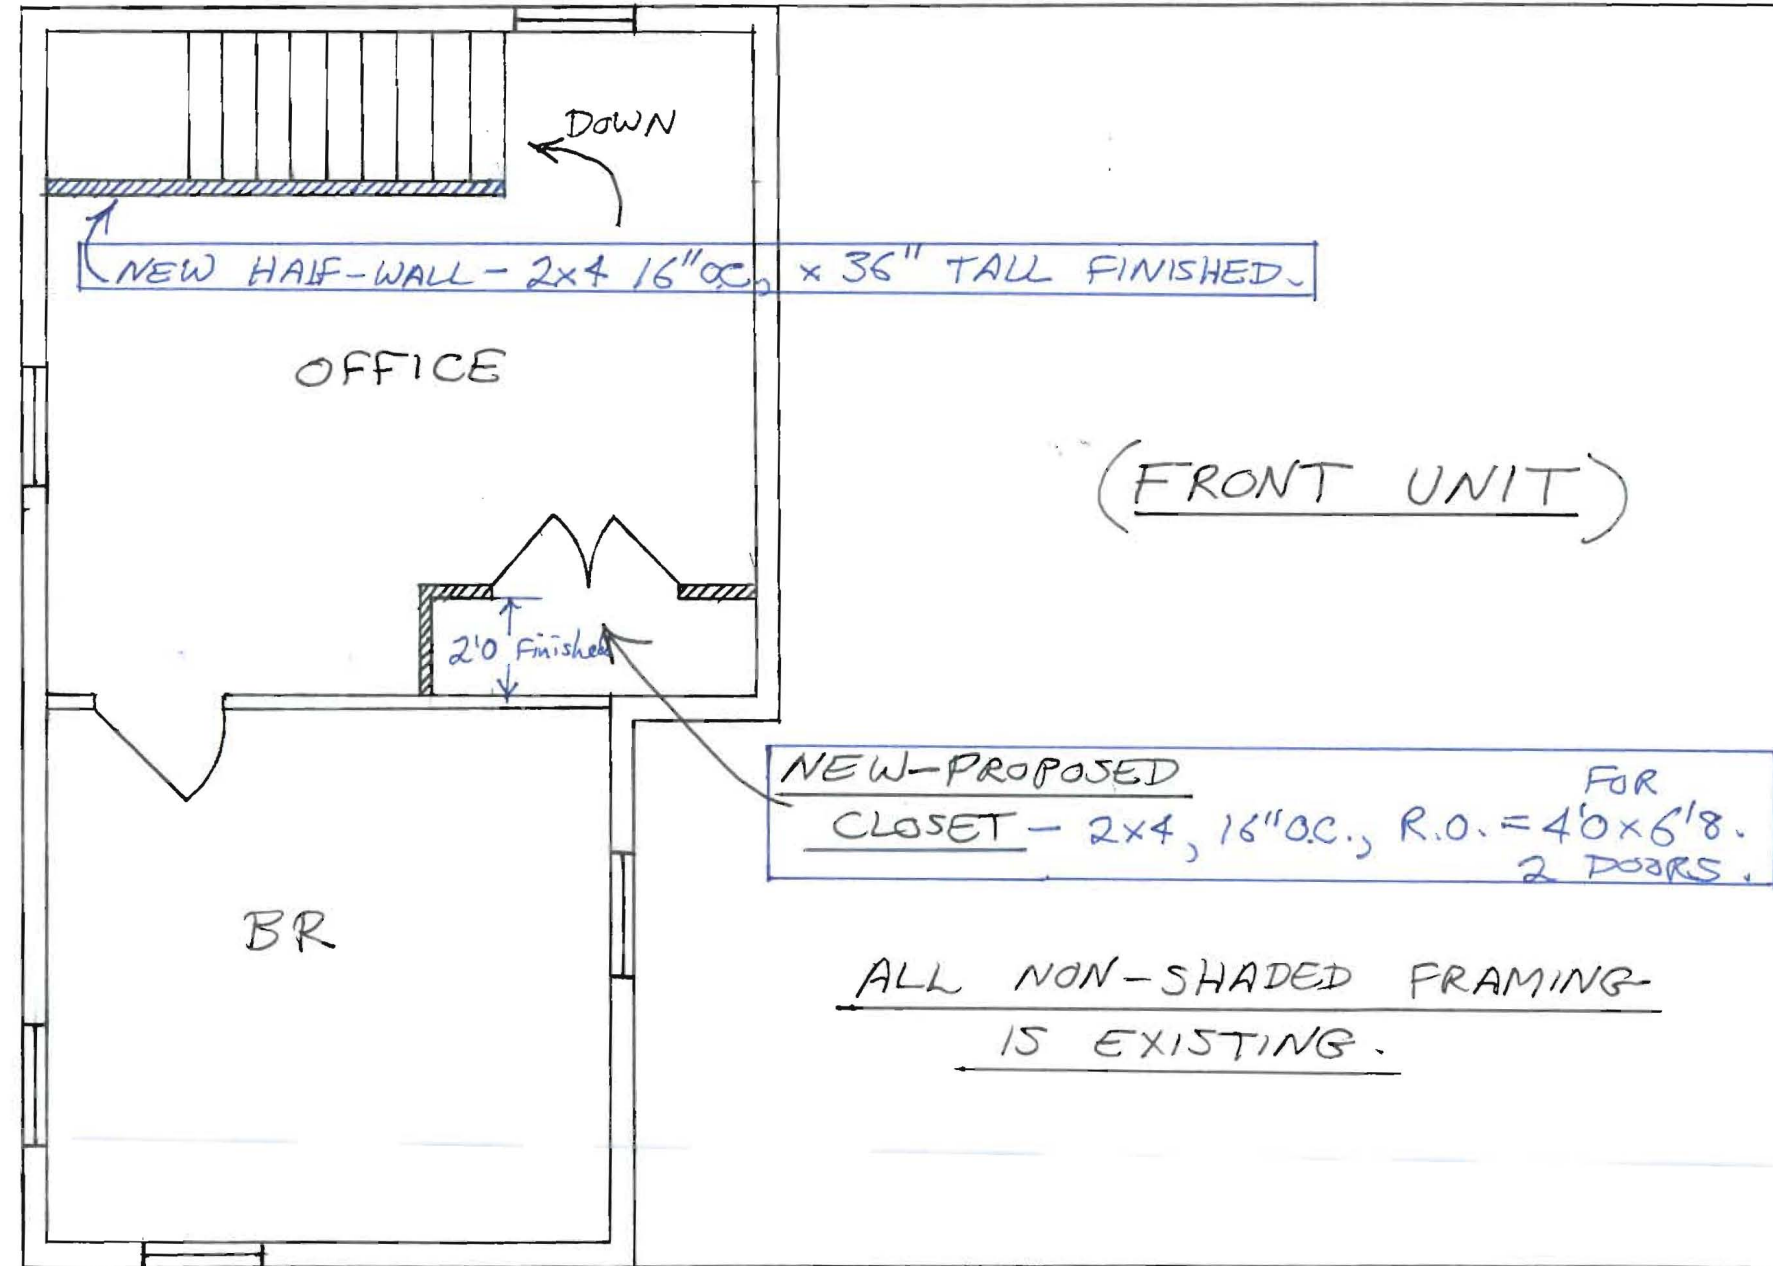 DOWN
NEW HALF-WALL - 2x4 16" O.C., x 36" TALL FINISHED.
OFFICE
(FRONT UNIT)
2'0 Finished
NEW-PROPOSED
FOR
CLOSET - 2x4, 16" O.C., R.O. = 4'0 x 6'8.
2 DOORS.
BR
ALL NON-SHADED FRAMING
IS EXISTING.